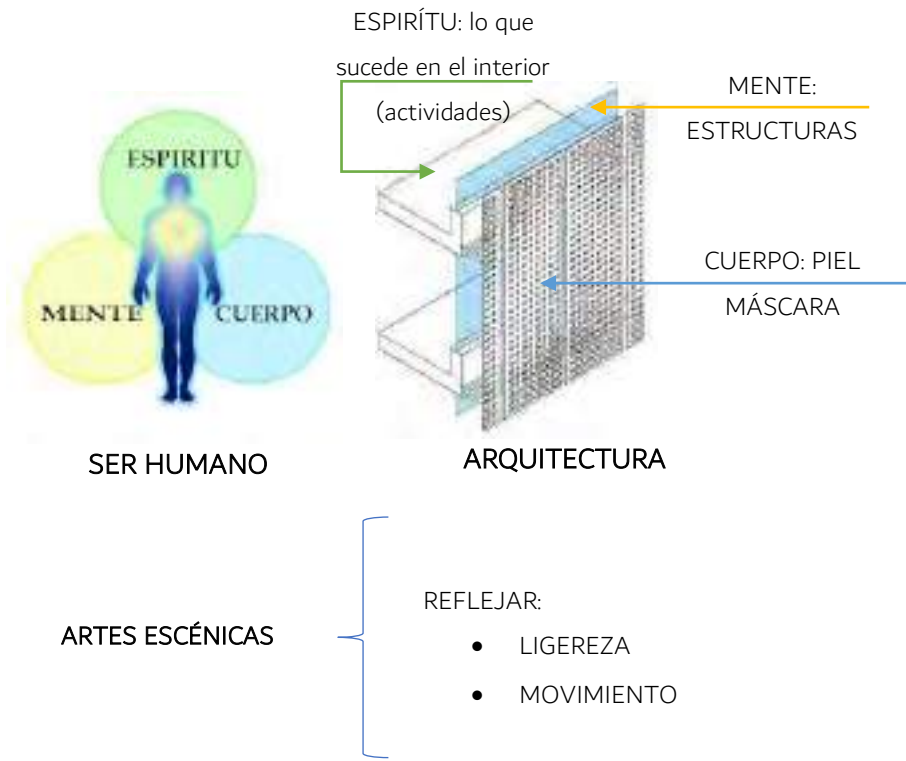 ESPIRÍTU: lo que
sucede en el interior
(actividades)
MENTE:
ESTRUCTURAS
ESPIRITU
MENTE
CUERPO
CUERPO: PIEL
MÁSCARA
SER HUMANO
ARQUITECTURA
ARTES ESCÉNICAS
REFLEJAR:
• LIGEREZA
• MOVIMIENTO